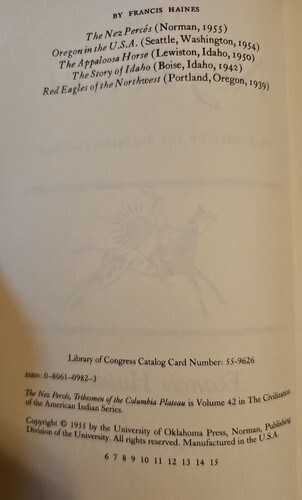 BY FRANCIS HAINES
The Nez Percés (Norman, 1955)
Oregon in the U.S.A. (Seattle, Washington, 1954)
The Appaloosa Horse (Lewiston, Idaho, 1950)
The Story of Idaho (Boise, Idaho, 1942)
Red Eagles of the Northwest (Portland, Oregon, 1939)
Library of Congress Catalog Card Number: 55-9626
ISBN: 0-8061-0982-3
The Nez Percés, Tribesmen of the Columbia Plateau is Volume 42 in The Civilization
of the American Indian Series.
Copyright © 1955 by the University of Oklahoma Press, Norman, Publishing
Division of the University. All rights reserved. Manufactured in the U.S.A.
6 7 8 9 10 11 12 13 14 15